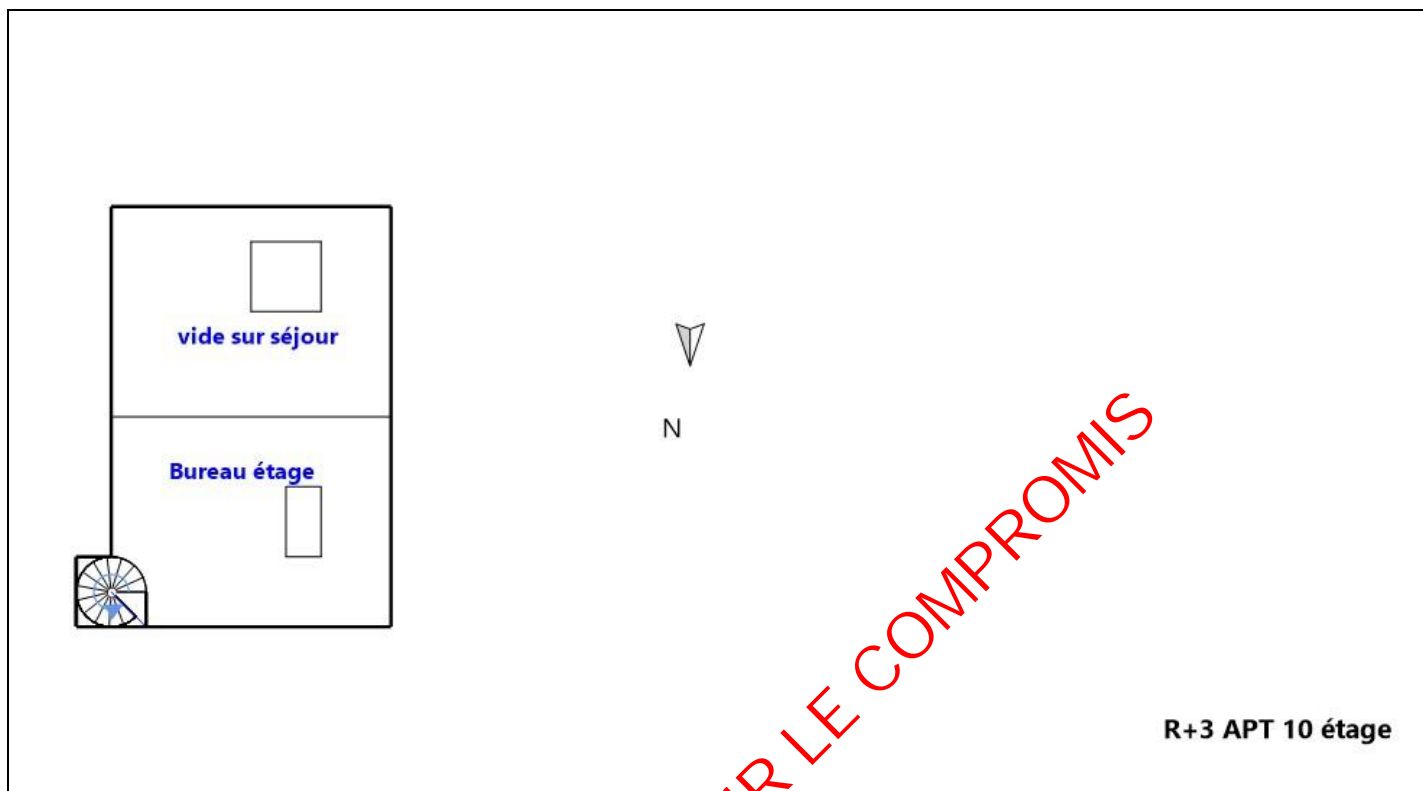 vide sur séjour
N
Bureau étage
LE COMPROMIS
R+3 APT 10 étage